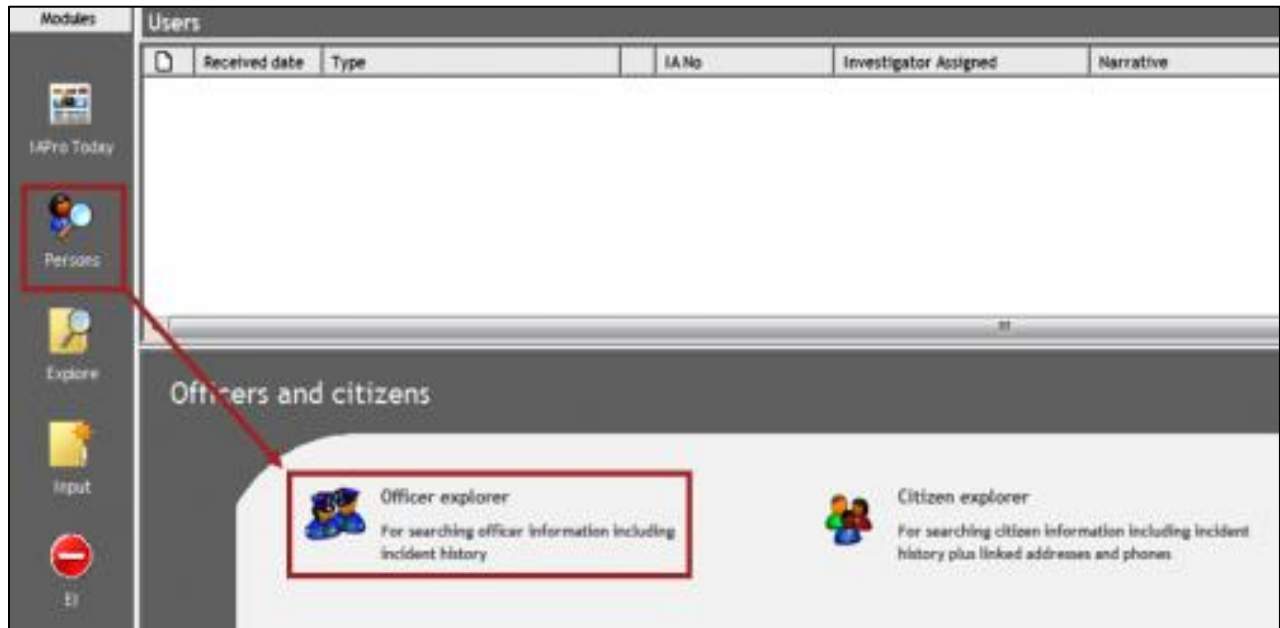 Modules
Users
Received date Type IA No Investigator Assigned Narrative
IAPro Today
Persons
Explore
Input
EI
Officers and citizens
Officer explorer
For searching officer information including
incident history
Citizen explorer
For searching citizen information including incident
history plus linked addresses and phones